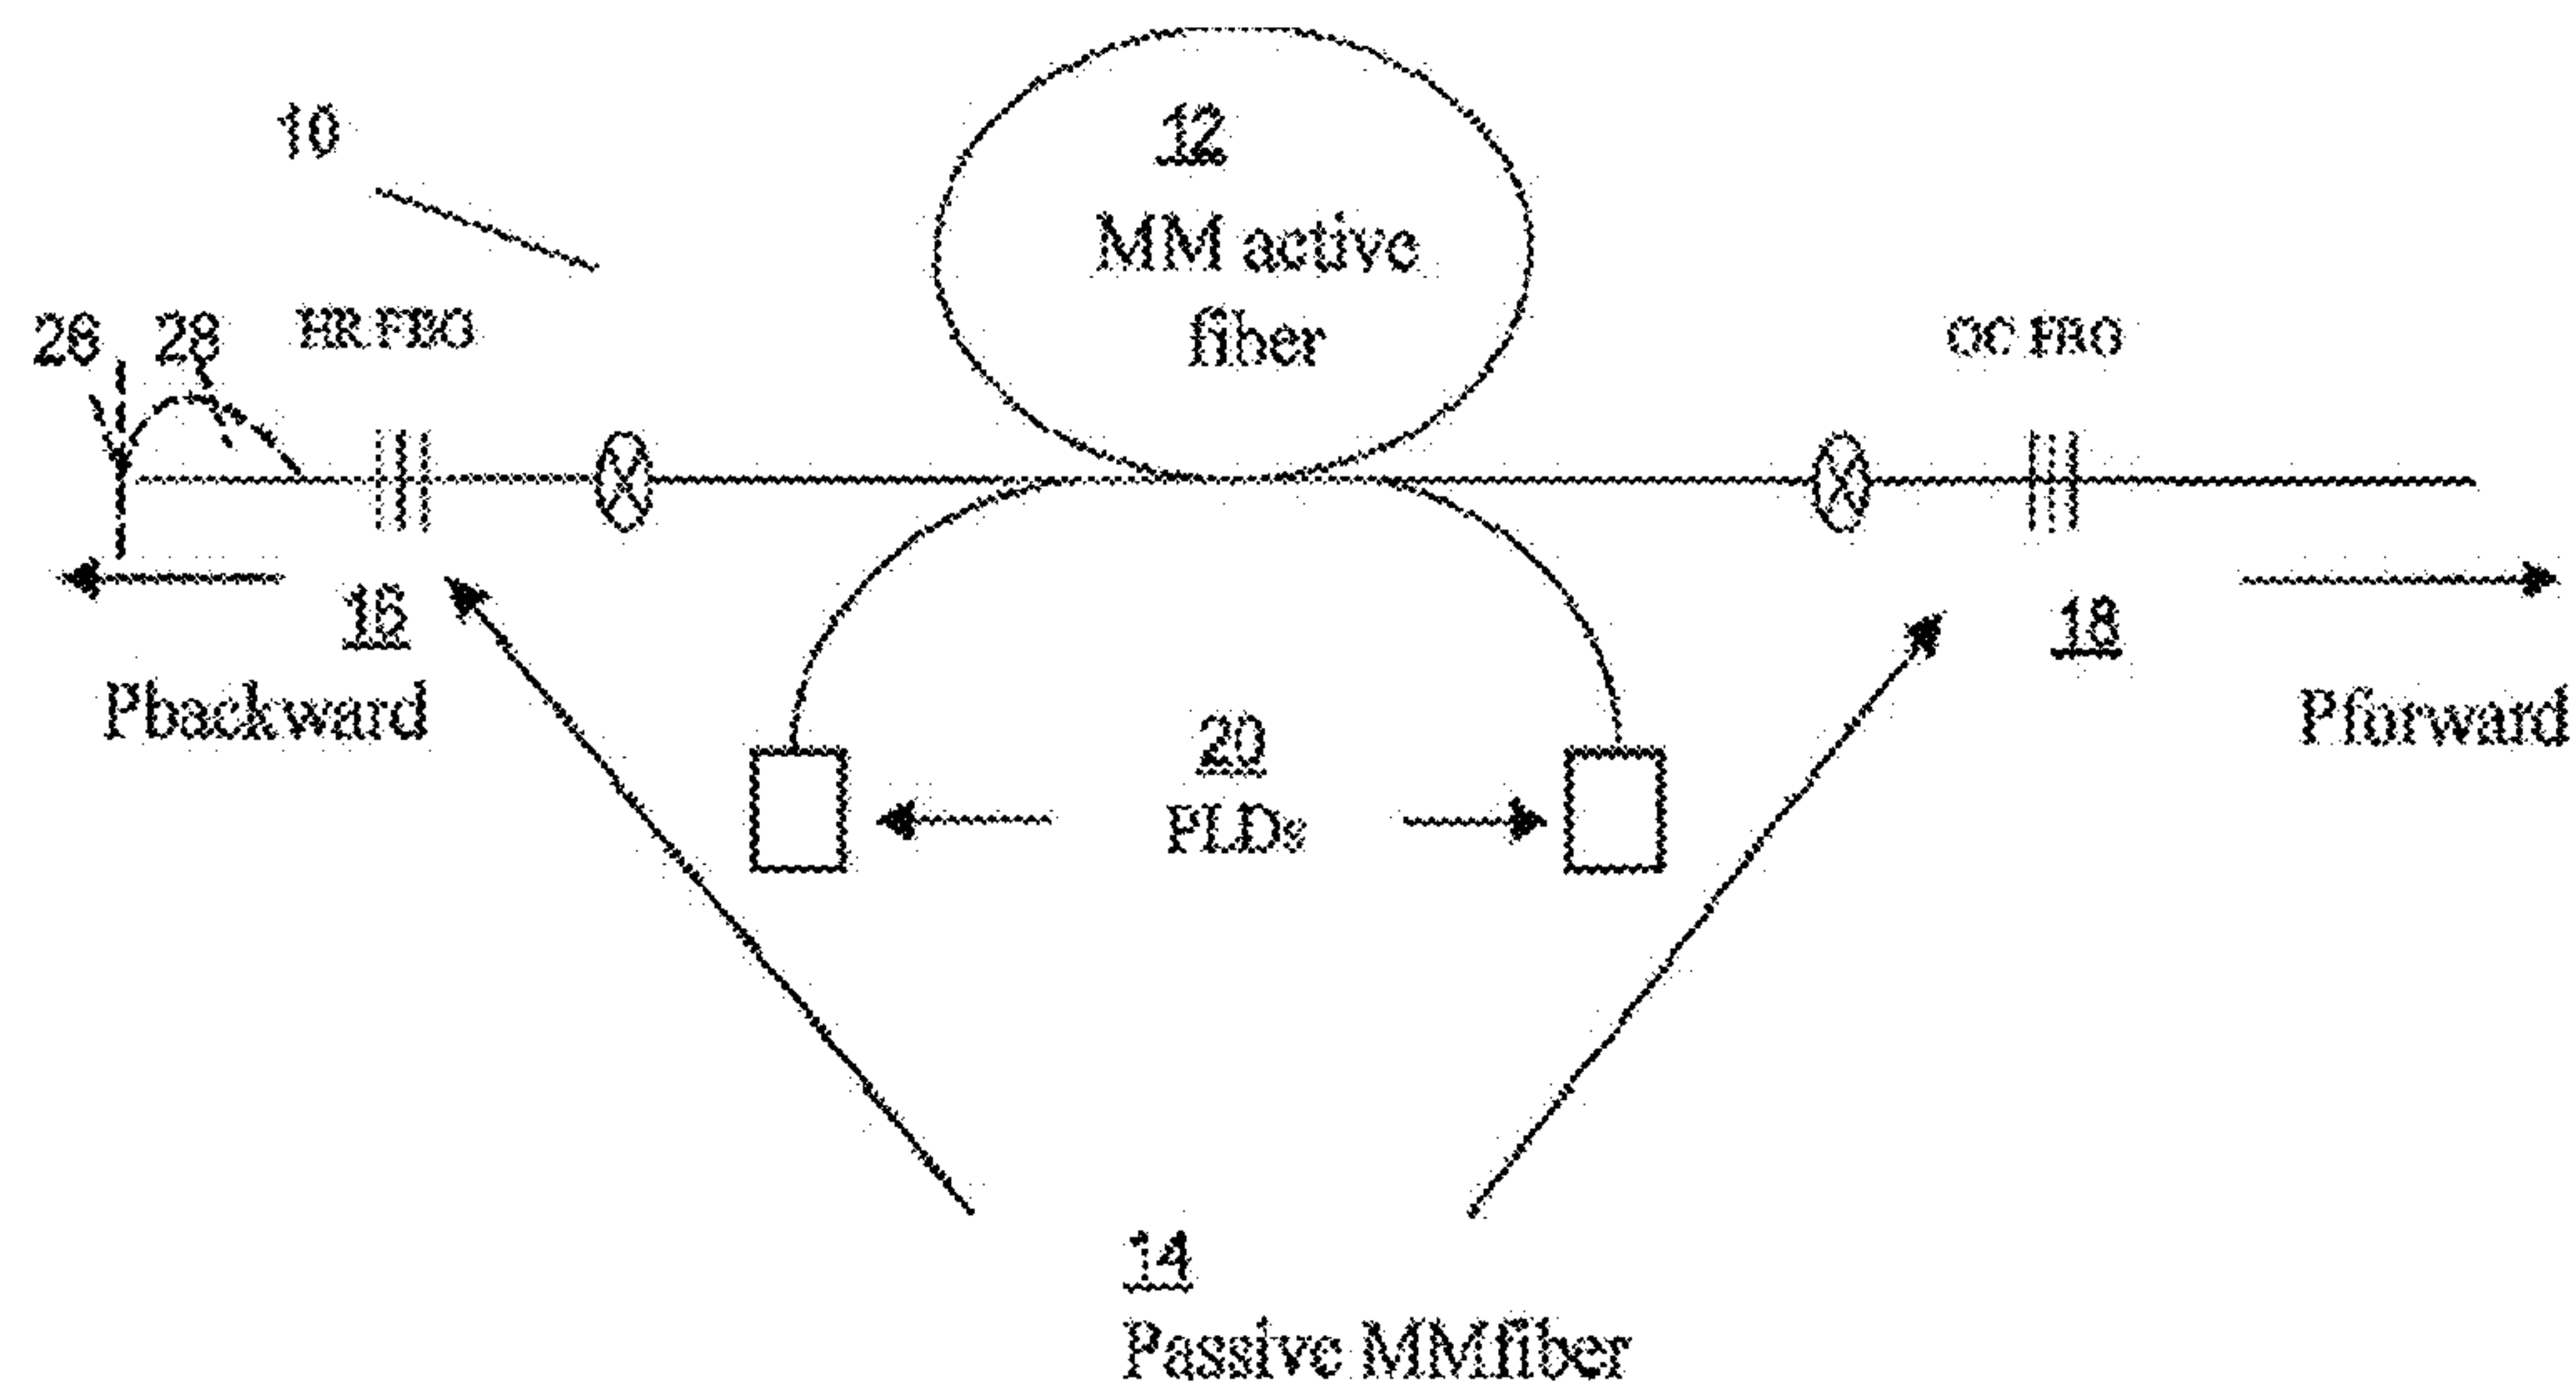 10
12
MM active
fiber
26 28 HR FBG
OC FBG
16
18
Pbackward
Pforward
20
PLDs
14
Passive MMfiber